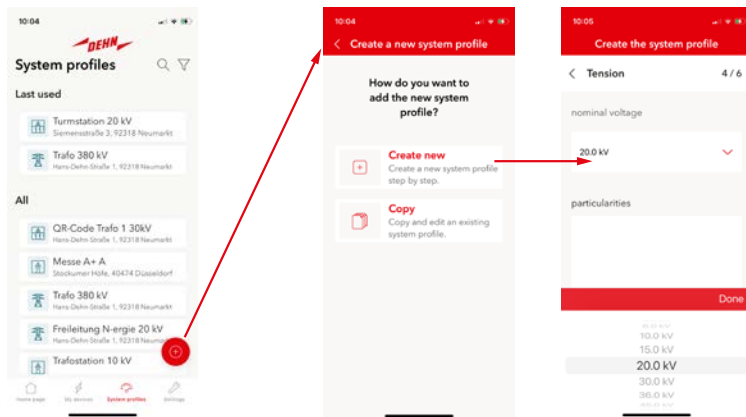 10:04
DEHN
System profiles
Last used
Turmstation 20 kV
Siemensstraße 3, 92318 Neumarkt
Trafo 380 kV
Hans-Dehn-Straße 1, 92318 Neumarkt
All
QR-Code Trafo 1 30kV
Hans-Dehn-Straße 1, 92318 Neumarkt
Messe A+ A
Stockumer Höfe, 40474 Düsseldorf
Trafo 380 kV
Hans-Dehn-Straße 1, 92318 Neumarkt
Freileitung N-ergie 20 kV
Hans-Dehn-Straße 1, 92318 Neumarkt
Trafostation 10 kV
Home page
My devices
System profiles
Settings
10:04
Create a new system profile
How do you want to
add the new system
profile?
Create new
Create a new system profile
step by step.
Copy
Copy and edit an existing
system profile.
10:05
Create the system profile
Tension 4 / 6
nominal voltage
20.0 kV
particularities
Done
10.0 kV
15.0 kV
20.0 kV
30.0 kV
36.0 kV